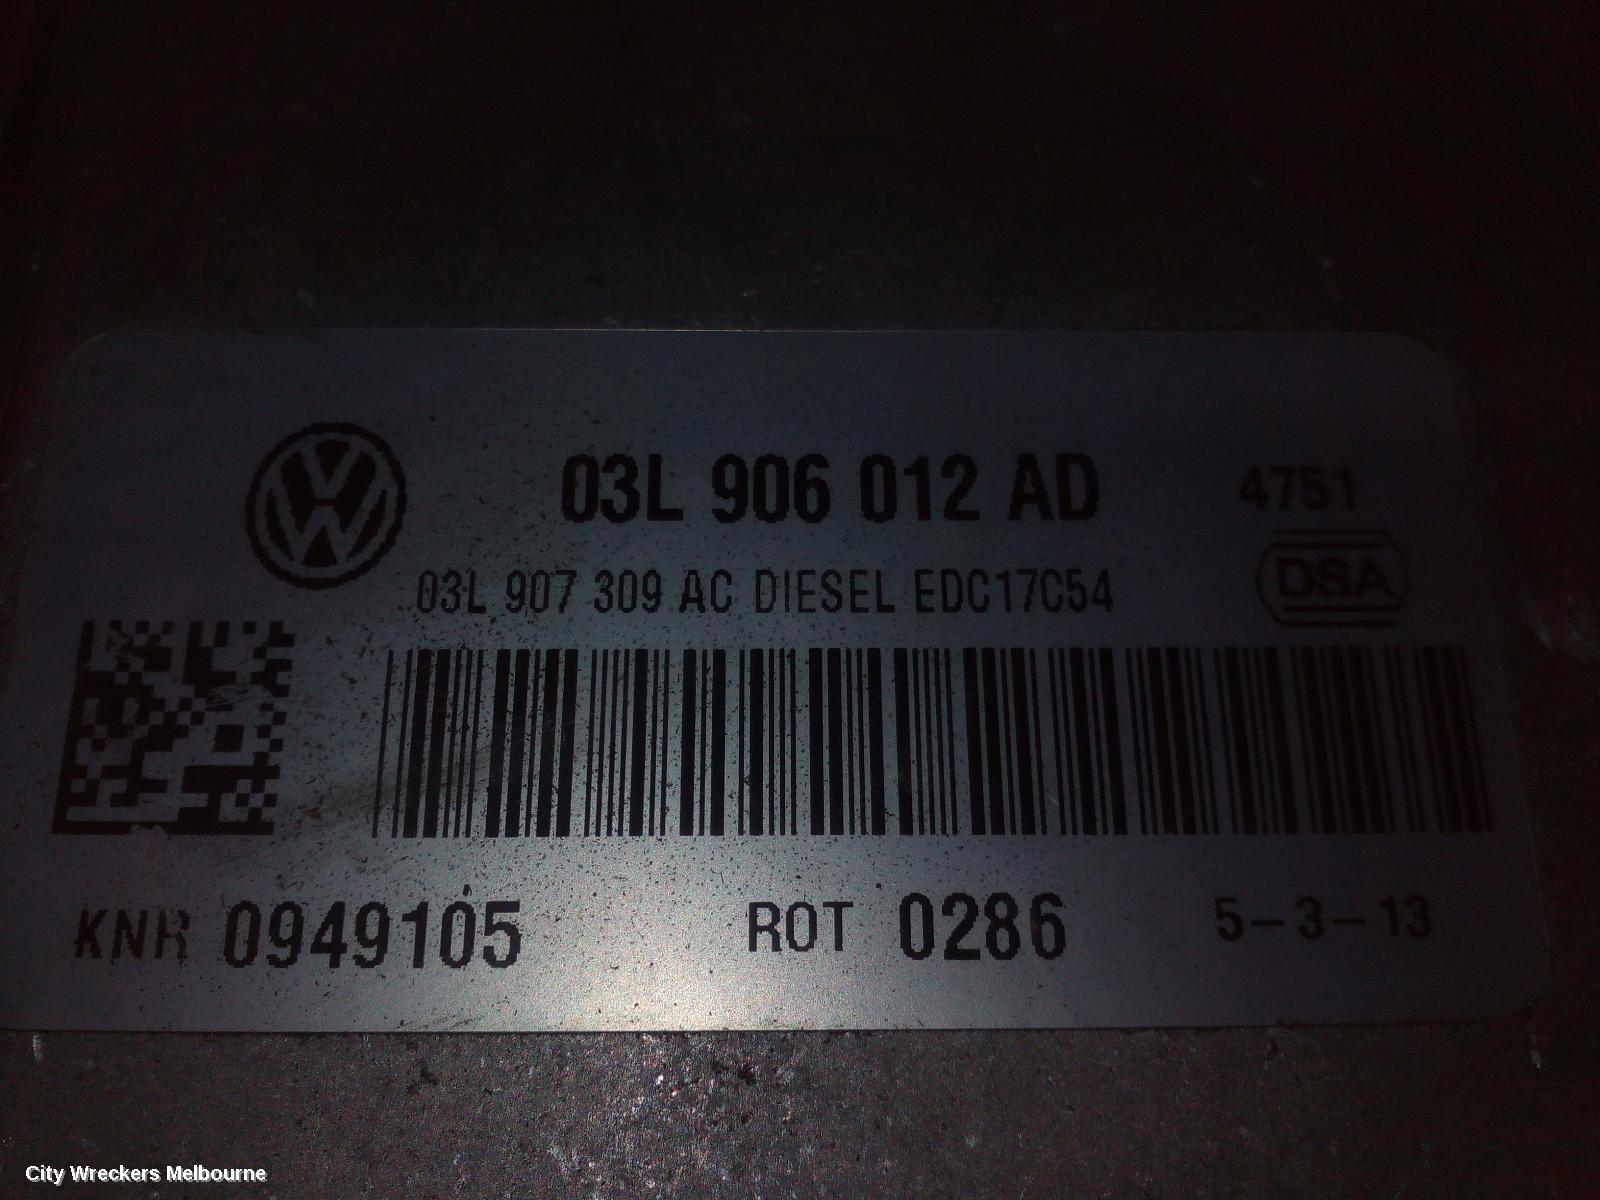 03L 906 012 AD 4751
DSA
03L 907 309 AC DIESEL EDC17C54
KNR 0949105 ROT 0286 5-3-13
City Wreckers Melbourne